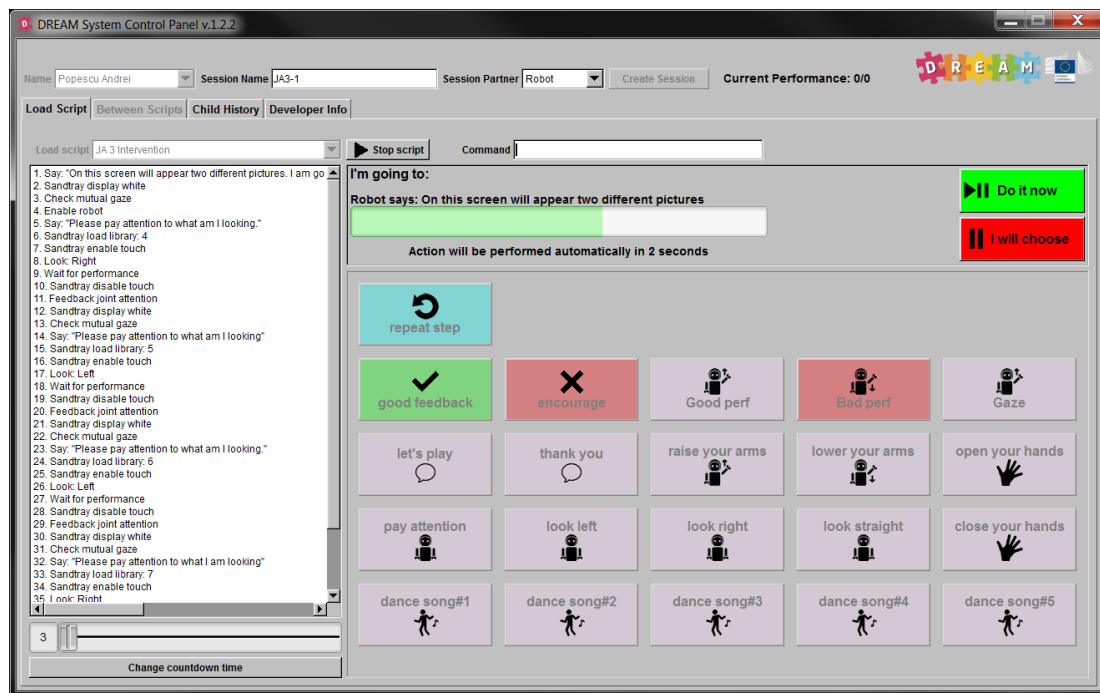 DREAM System Control Panel v.1.2.2
Name Popescu Andrei Session Name JA3-1 Session Partner Robot Create Session Current Performance: 0/0
D R E A M
Load Script Between Scripts Child History Developer Info
Load script JA 3 Intervention Stop script Command
1. Say: "On this screen will appear two different pictures. I am go
2. Sandtray display white
3. Check mutual gaze
4. Enable robot
5. Say: "Please pay attention to what am I looking."
6. Sandtray load library: 4
7. Sandtray enable touch
8. Look: Right
9. Wait for performance
10. Sandtray disable touch
11. Feedback joint attention
12. Sandtray display white
13. Check mutual gaze
14. Say: "Please pay attention to what am I looking"
15. Sandtray load library: 5
16. Sandtray enable touch
17. Look: Left
18. Wait for performance
19. Sandtray disable touch
20. Feedback joint attention
21. Sandtray display white
22. Check mutual gaze
23. Say: "Please pay attention to what am I looking."
24. Sandtray load library: 6
25. Sandtray enable touch
26. Look: Left
27. Wait for performance
28. Sandtray disable touch
29. Feedback joint attention
30. Sandtray display white
31. Check mutual gaze
32. Say: "Please pay attention to what I am looking"
33. Sandtray load library: 7
34. Sandtray enable touch
35. Look: Right
3
Change countdown time
I'm going to:
Robot says: On this screen will appear two different pictures
Action will be performed automatically in 2 seconds
Do it now
I will choose
repeat step
good feedback encourage Good perf Bad perf Gaze
let's play thank you raise your arms lower your arms open your hands
pay attention look left look right look straight close your hands
dance song#1 dance song#2 dance song#3 dance song#4 dance song#5